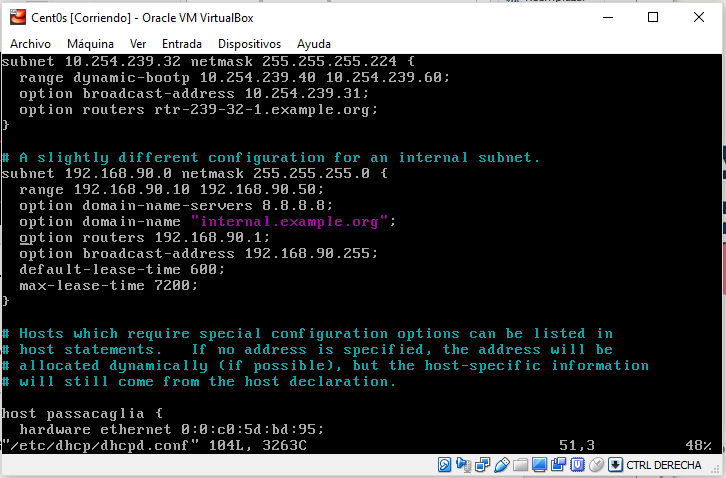 Cent0s [Corriendo] - Oracle VM VirtualBox
Archivo Máquina Ver Entrada Dispositivos Ayuda
subnet 10.254.239.32 netmask 255.255.255.224 {
  range dynamic-bootp 10.254.239.40 10.254.239.60;
  option broadcast-address 10.254.239.31;
  option routers rtr-239-32-1.example.org;
}
# A slightly different configuration for an internal subnet.
subnet 192.168.90.0 netmask 255.255.255.0 {
  range 192.168.90.10 192.168.90.50;
  option domain-name-servers 8.8.8.8;
  option domain-name "internal.example.org";
  option routers 192.168.90.1;
  option broadcast-address 192.168.90.255;
  default-lease-time 600;
  max-lease-time 7200;
}
# Hosts which require special configuration options can be listed in
# host statements.   If no address is specified, the address will be
# allocated dynamically (if possible), but the host-specific information
# will still come from the host declaration.
host passacaglia {
  hardware ethernet 0:0:c0:5d:bd:95;
"/etc/dhcp/dhcpd.conf" 104L, 3263C 51,3 48%
CTRL DERECHA